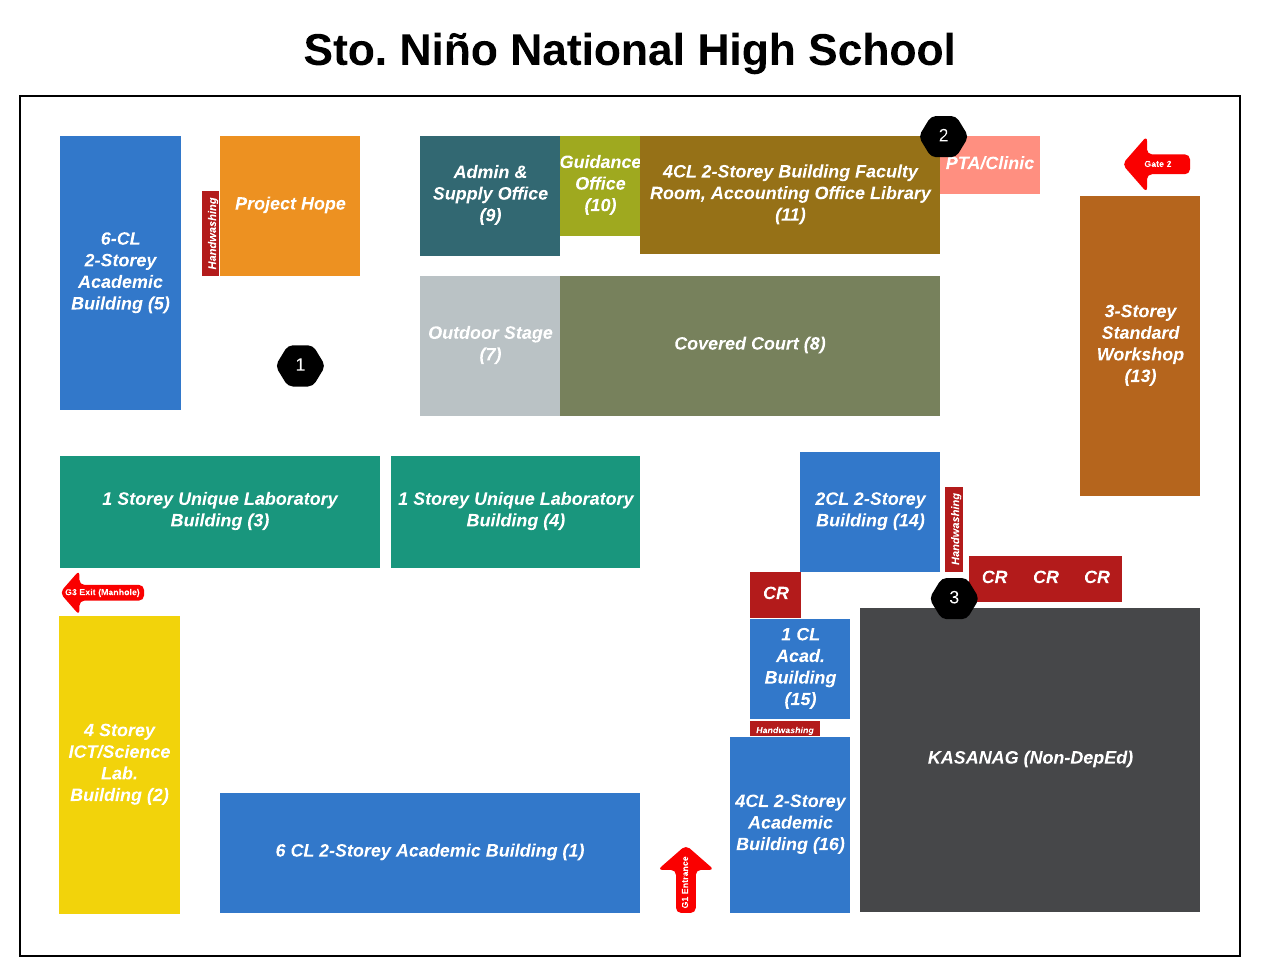 Sto. Niño National High School
6-CL
2-Storey
Academic
Building (5)
Handwashing
Project Hope
Admin &
Supply Office
(9)
Guidance
Office
(10)
4CL 2-Storey Building Faculty
Room, Accounting Office Library
(11)
2
PTA/Clinic
Gate 2
1
Outdoor Stage
(7)
Covered Court (8)
3-Storey
Standard
Workshop
(13)
1 Storey Unique Laboratory
Building (3)
1 Storey Unique Laboratory
Building (4)
2CL 2-Storey
Building (14)
Handwashing
CR CR CR
G3 Exit (Manhole)
CR
3
1 CL
Acad.
Building
(15)
Handwashing
4 Storey
ICT/Science
Lab.
Building (2)
KASANAG (Non-DepEd)
4CL 2-Storey
Academic
Building (16)
6 CL 2-Storey Academic Building (1)
G1 Entrance